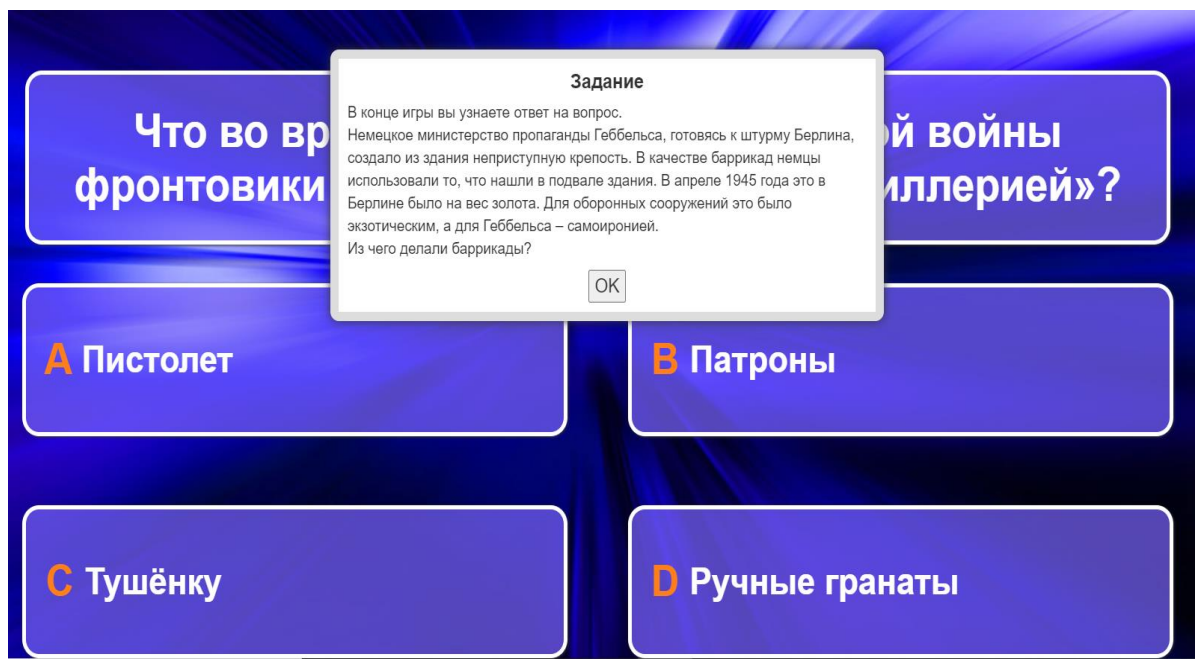 Что во вр
й войны
фронтовики
иллерией»?
Задание
В конце игры вы узнаете ответ на вопрос.
Немецкое министерство пропаганды Геббельса, готовясь к штурму Берлина,
создало из здания неприступную крепость. В качестве баррикад немцы
использовали то, что нашли в подвале здания. В апреле 1945 года это в
Берлине было на вес золота. Для оборонных сооружений это было
экзотическим, а для Геббельса – самоиронией.
Из чего делали баррикады?
OK
A Пистолет
B Патроны
C Тушёнку
D Ручные гранаты